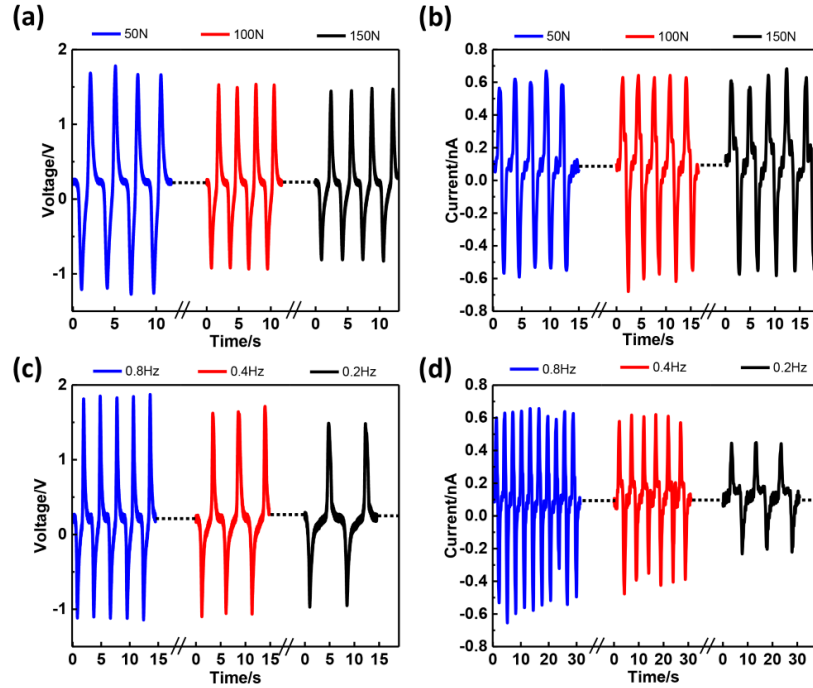 (a)
50N 100N 150N
2
1
0
-1
Voltage/V
0 5 10 0 5 10 0 5 10
Time/s
(b)
50N 100N 150N
0.8
0.6
0.4
0.2
0.0
0.2
0.4
0.6
-0.8
Current/nA
0 5 10 15 0 5 10 15 0 5 10 15
Time/s
(c)
0.8Hz 0.4Hz 0.2Hz
2
1
0
-1
Voltage/V
0 5 10 15 0 5 10 15 0 5 10 15
Time/s
(d)
0.8Hz 0.4Hz 0.2Hz
0.8
0.6
0.4
0.2
0.0
0.2
0.4
0.6
-0.8
Current/nA
0 10 20 30 0 10 20 30 0 10 20 30
Time/s